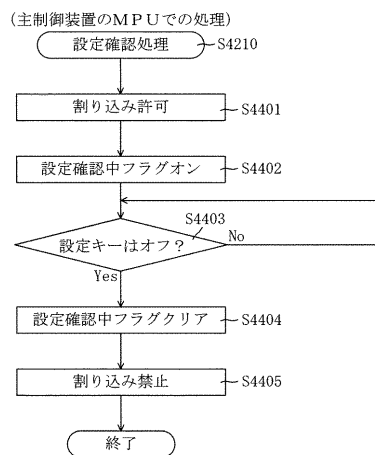 (主制御装置のMPUでの処理)
設定確認処理 S4210
割り込み許可 S4401
設定確認中フラグオン S4402
S4403
設定キーはオフ? No
Yes
設定確認中フラグクリア S4404
割り込み禁止 S4405
終了